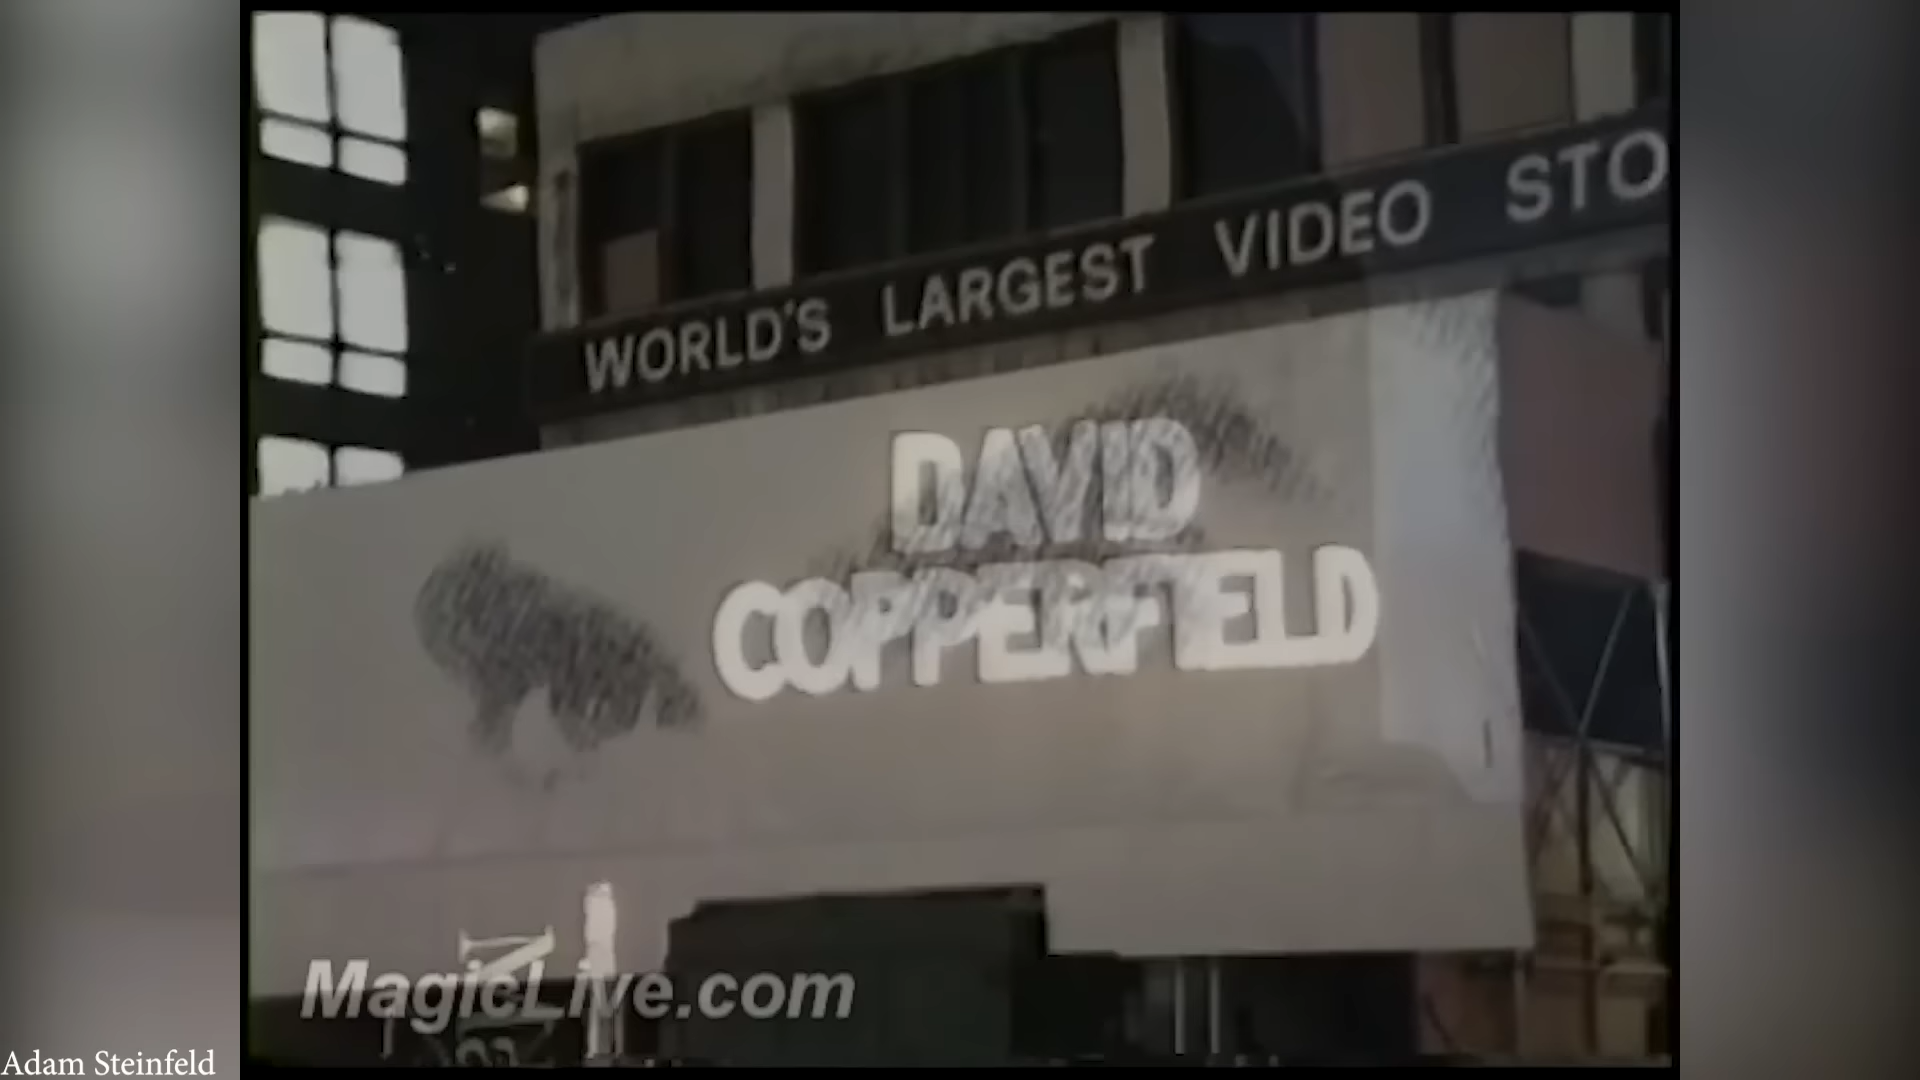 WORLD'S LARGEST VIDEO STO
DAVID
COPPERFIELD
MagicLive.com
Adam Steinfeld